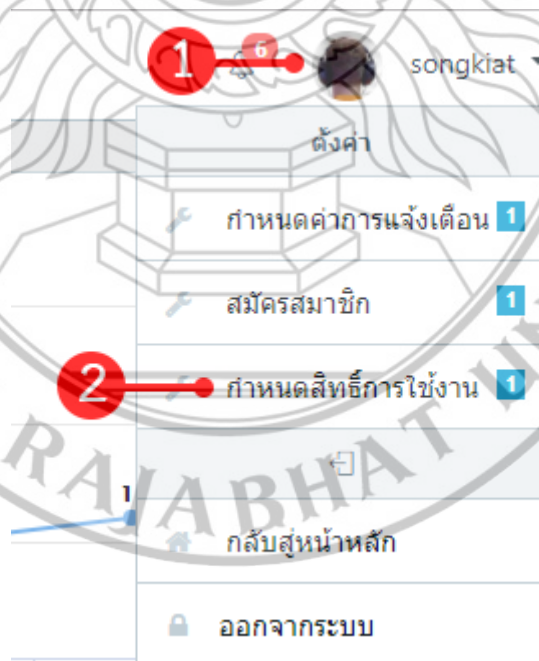 1 6 songkiat
ตั้งค่า
กำหนดค่าการแจ้งเตือน 1
สมัครสมาชิก 1
2 กำหนดสิทธิ์การใช้งาน 1
1
กลับสู่หน้าหลัก
ออกจากระบบ
RAJABHAT UN